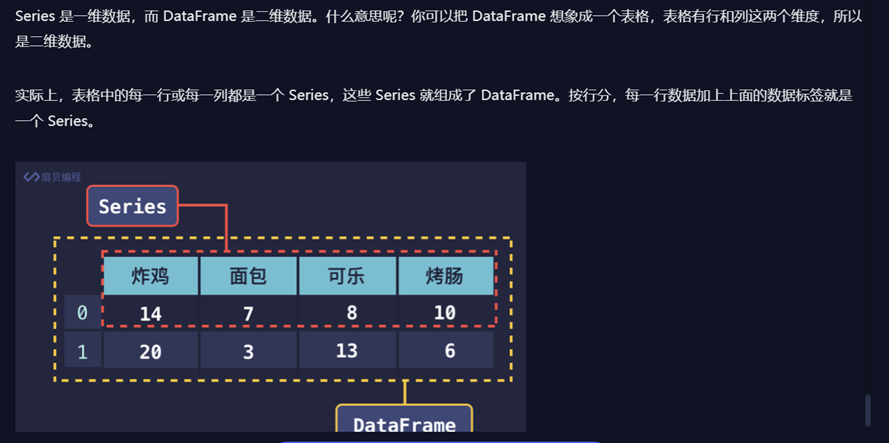 Series 是一维数据，而 DataFrame 是二维数据。什么意思呢？你可以把 DataFrame 想象成一个表格，表格有行和列这两个维度，所以
是二维数据。
实际上，表格中的每一行或每一列都是一个 Series，这些 Series 就组成了 DataFrame。按行分，每一行数据加上上面的数据标签就是
一个 Series。
扇贝编程
Series
炸鸡 面包 可乐 烤肠
0 14 7 8 10
1 20 3 13 6
DataFrame